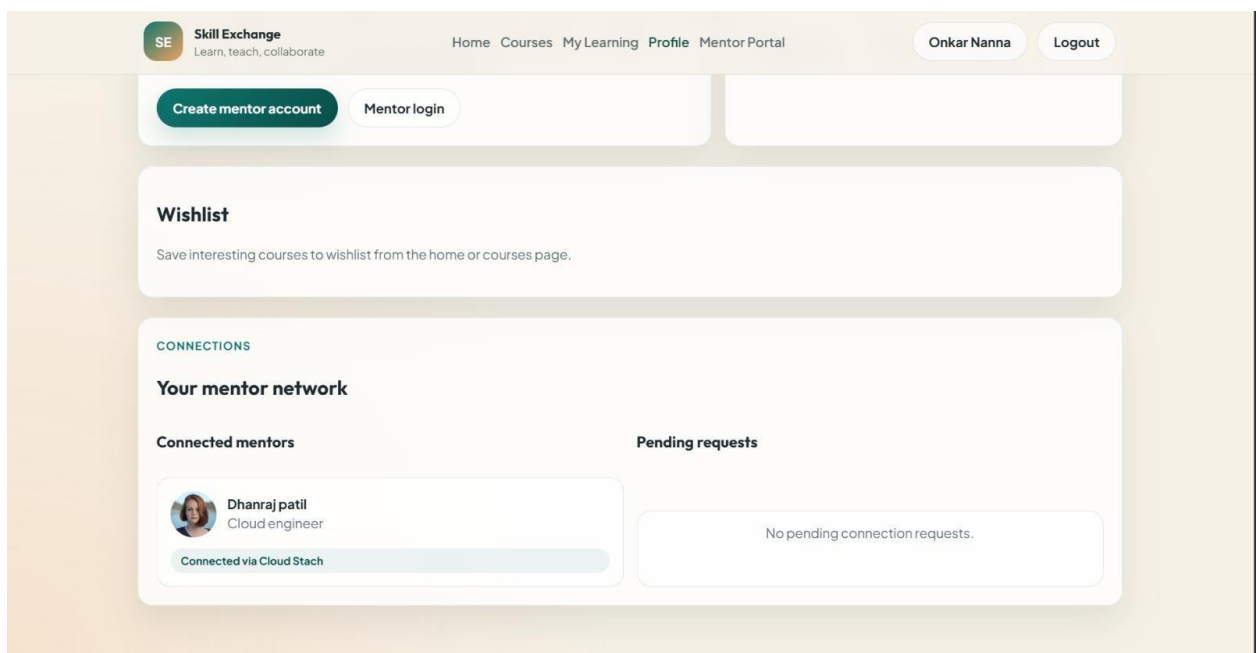 SE
Skill Exchange
Learn, teach, collaborate
Home Courses My Learning Profile Mentor Portal
Onkar Nanna
Logout
Create mentor account
Mentor login
Wishlist
Save interesting courses to wishlist from the home or courses page.
CONNECTIONS
Your mentor network
Connected mentors
Dhanraj patil
Cloud engineer
Connected via Cloud Stach
Pending requests
No pending connection requests.